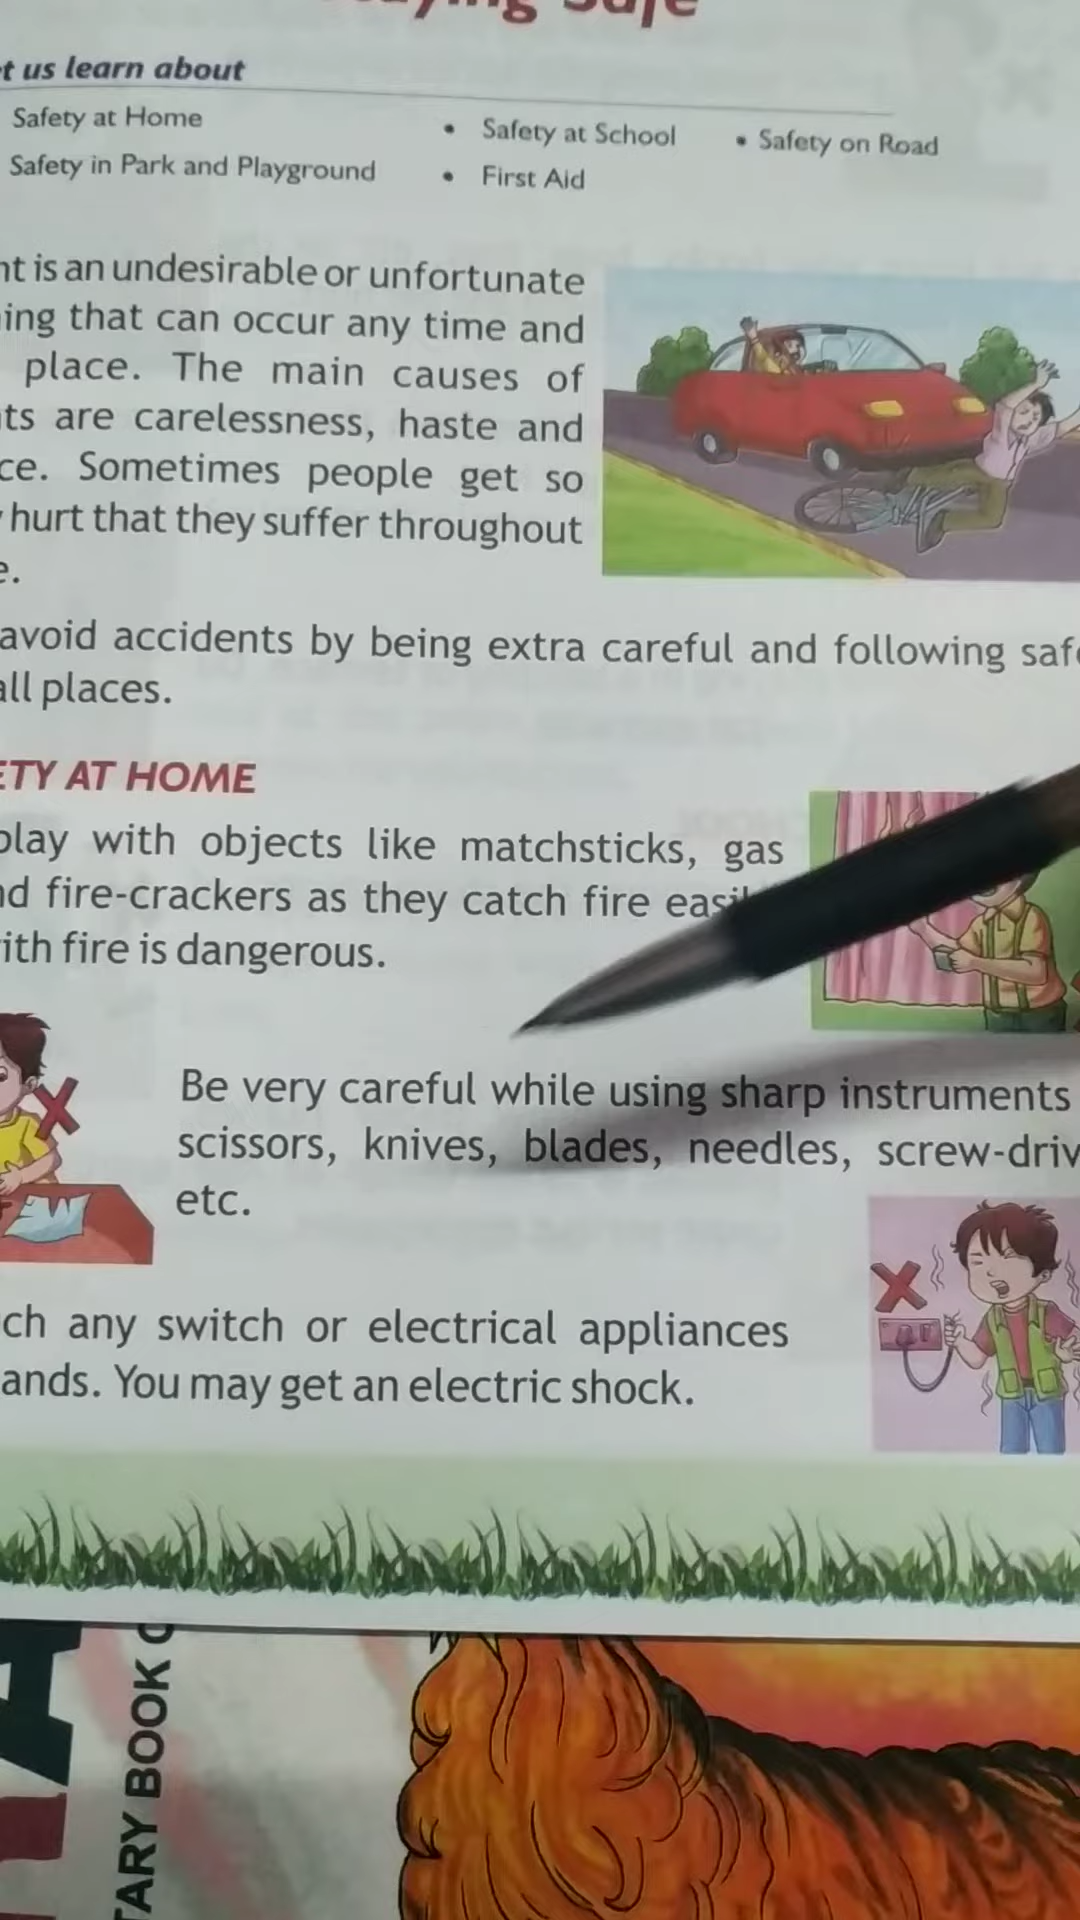 Staying Safe
t us learn about
Safety at Home
• Safety at School
• Safety on Road
Safety in Park and Playground
• First Aid
nt is an undesirable or unfortunate
ing that can occur any time and
place. The main causes of
ts are carelessness, haste and
ce. Sometimes people get so
hurt that they suffer throughout
e.
avoid accidents by being extra careful and following safe
all places.
ETY AT HOME
play with objects like matchsticks, gas
nd fire-crackers as they catch fire easil
ith fire is dangerous.
Be very careful while using sharp instruments
scissors, knives, blades, needles, screw-driv
etc.
ch any switch or electrical appliances
ands. You may get an electric shock.
TARY BOOK